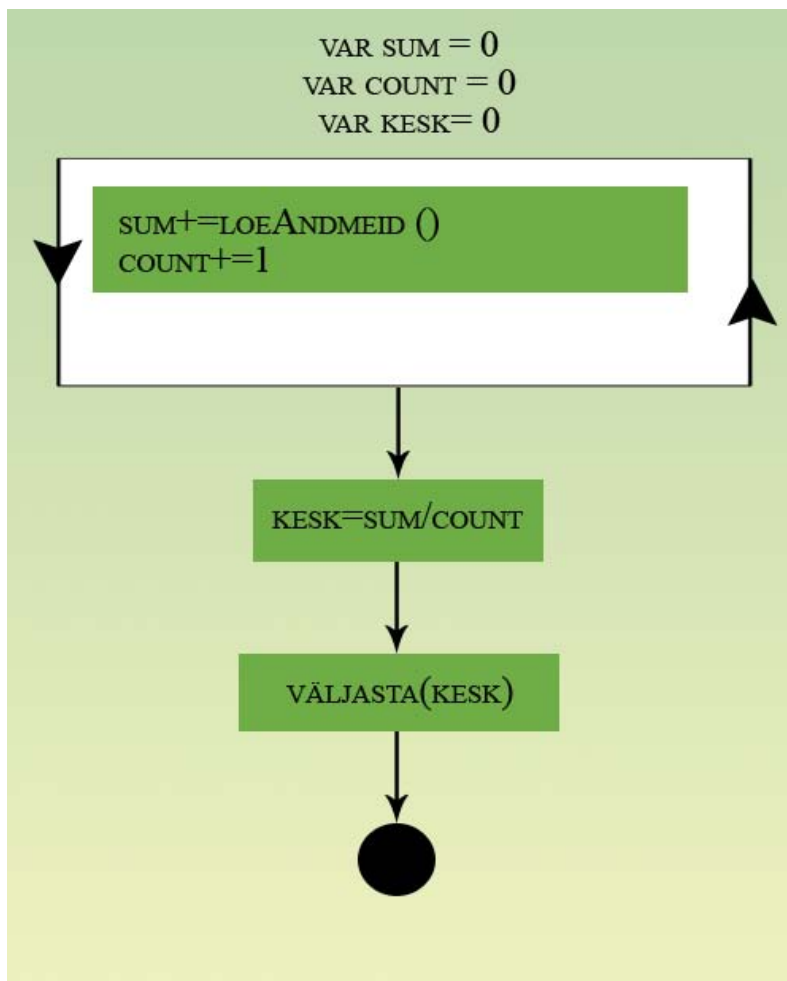 VAR SUM = 0
VAR COUNT = 0
VAR KESK= 0
SUM+=LOEANDMEID ()
COUNT+=1
KESK=SUM/COUNT
VÄLJASTA(KESK)